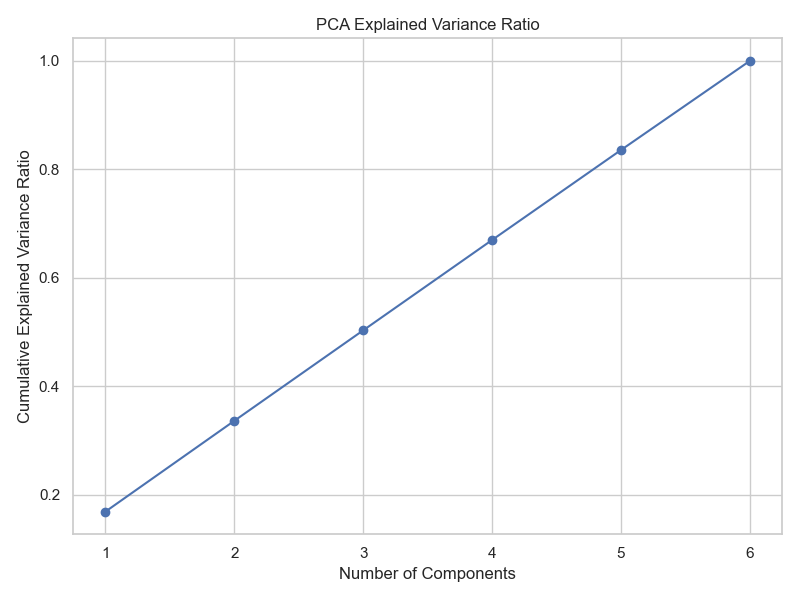 PCA Explained Variance Ratio
Cumulative Explained Variance Ratio
1.0
0.8
0.6
0.4
0.2
1 2 3 4 5 6
Number of Components